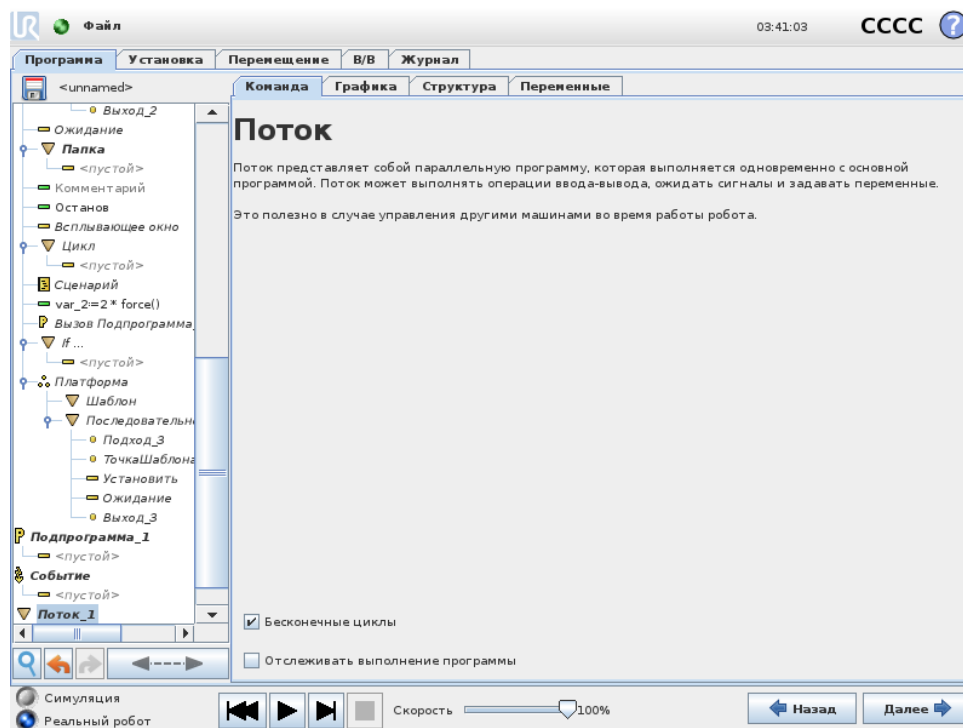 UR Файл 03:41:03 CCCC ?
Программа Установка Перемещение В/В Журнал
<unnamed>
Команда Графика Структура Переменные
Выход_2
Ожидание
Папка
<пустой>
Комментарий
Останов
Всплывающее окно
Цикл
<пустой>
Сценарий
var_2:=2 * force()
Вызов Подпрограмма_
If ...
<пустой>
Платформа
Шаблон
Последовательн
Подход_3
ТочкаШаблона
Установить
Ожидание
Выход_3
Подпрограмма_1
<пустой>
Событие
<пустой>
Поток_1
Поток
Поток представляет собой параллельную программу, которая выполняется одновременно с основной
программой. Поток может выполнять операции ввода-вывода, ожидать сигналы и задавать переменные.
Это полезно в случае управления другими машинами во время работы робота.
Бесконечные циклы
Отслеживать выполнение программы
Симуляция
Реальный робот
Скорость 100%
Назад Далее